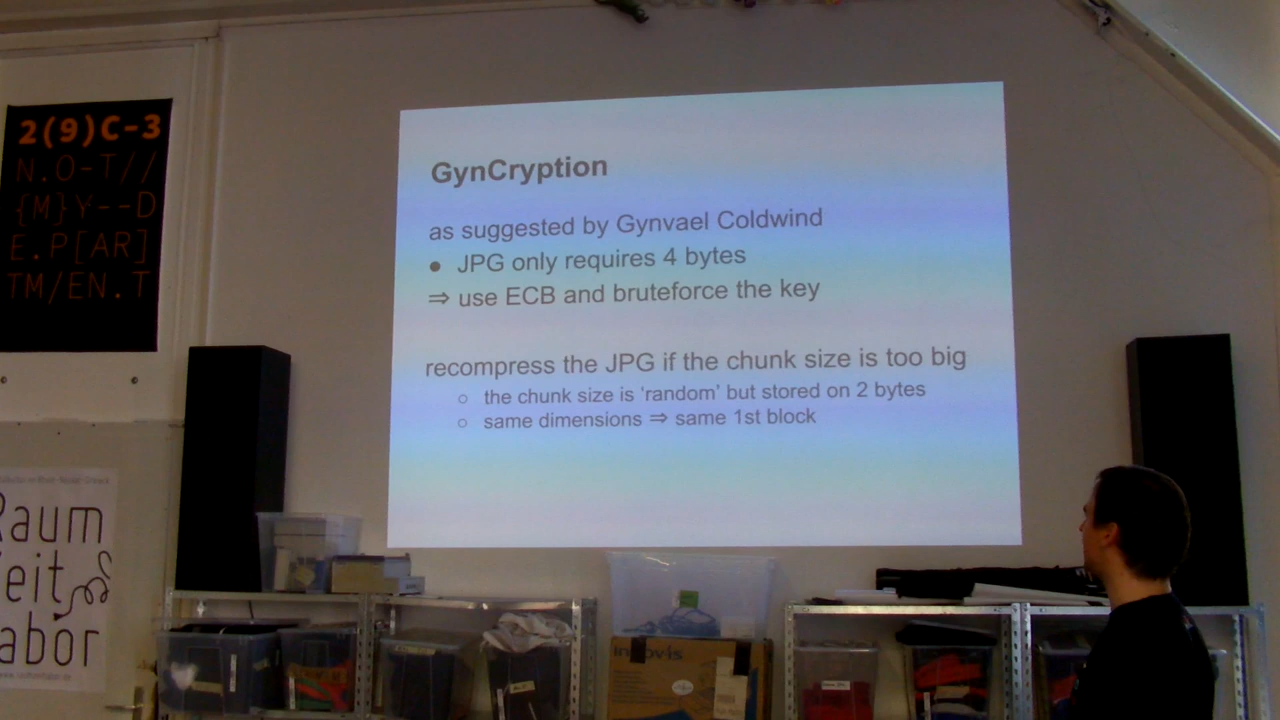 2(9)C-3
N.O-T//
{M}Y--D
E.P[AR]
TM/EN.T
GynCryption
as suggested by Gynvael Coldwind
● JPG only requires 4 bytes
⇒ use ECB and bruteforce the key
recompress the JPG if the chunk size is too big
○ the chunk size is ‘random’ but stored on 2 bytes
○ same dimensions ⇒ same 1st block
Raum
Zeit
Labor